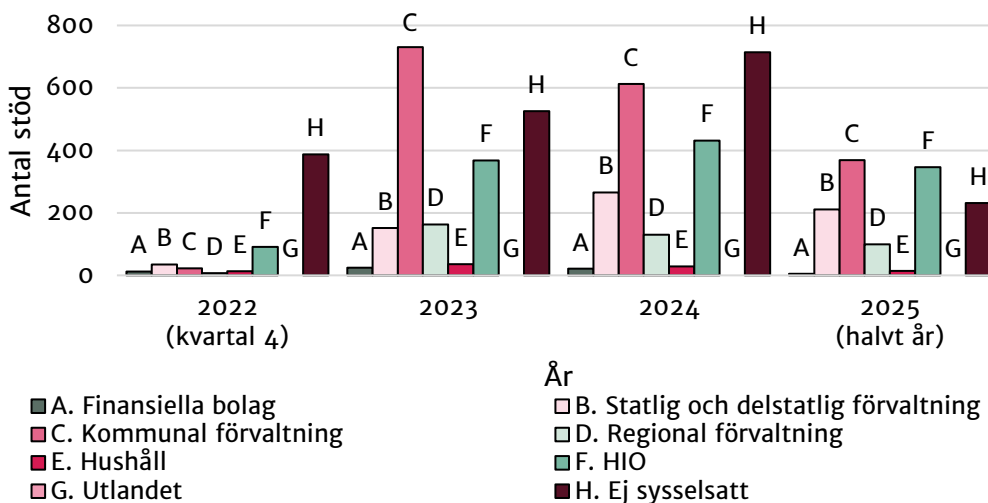 800
600
400
200
0
Antal stöd
A B C D E F G H
A B C D E F G H
A B C D E F G H
A B C D E F G H
2022 2023 2024 2025
(kvartal 4) (halvt år)
År
A. Finansiella bolag B. Statlig och delstatlig förvaltning
C. Kommunal förvaltning D. Regional förvaltning
E. Hushåll F. HIO
G. Utlandet H. Ej sysselsatt